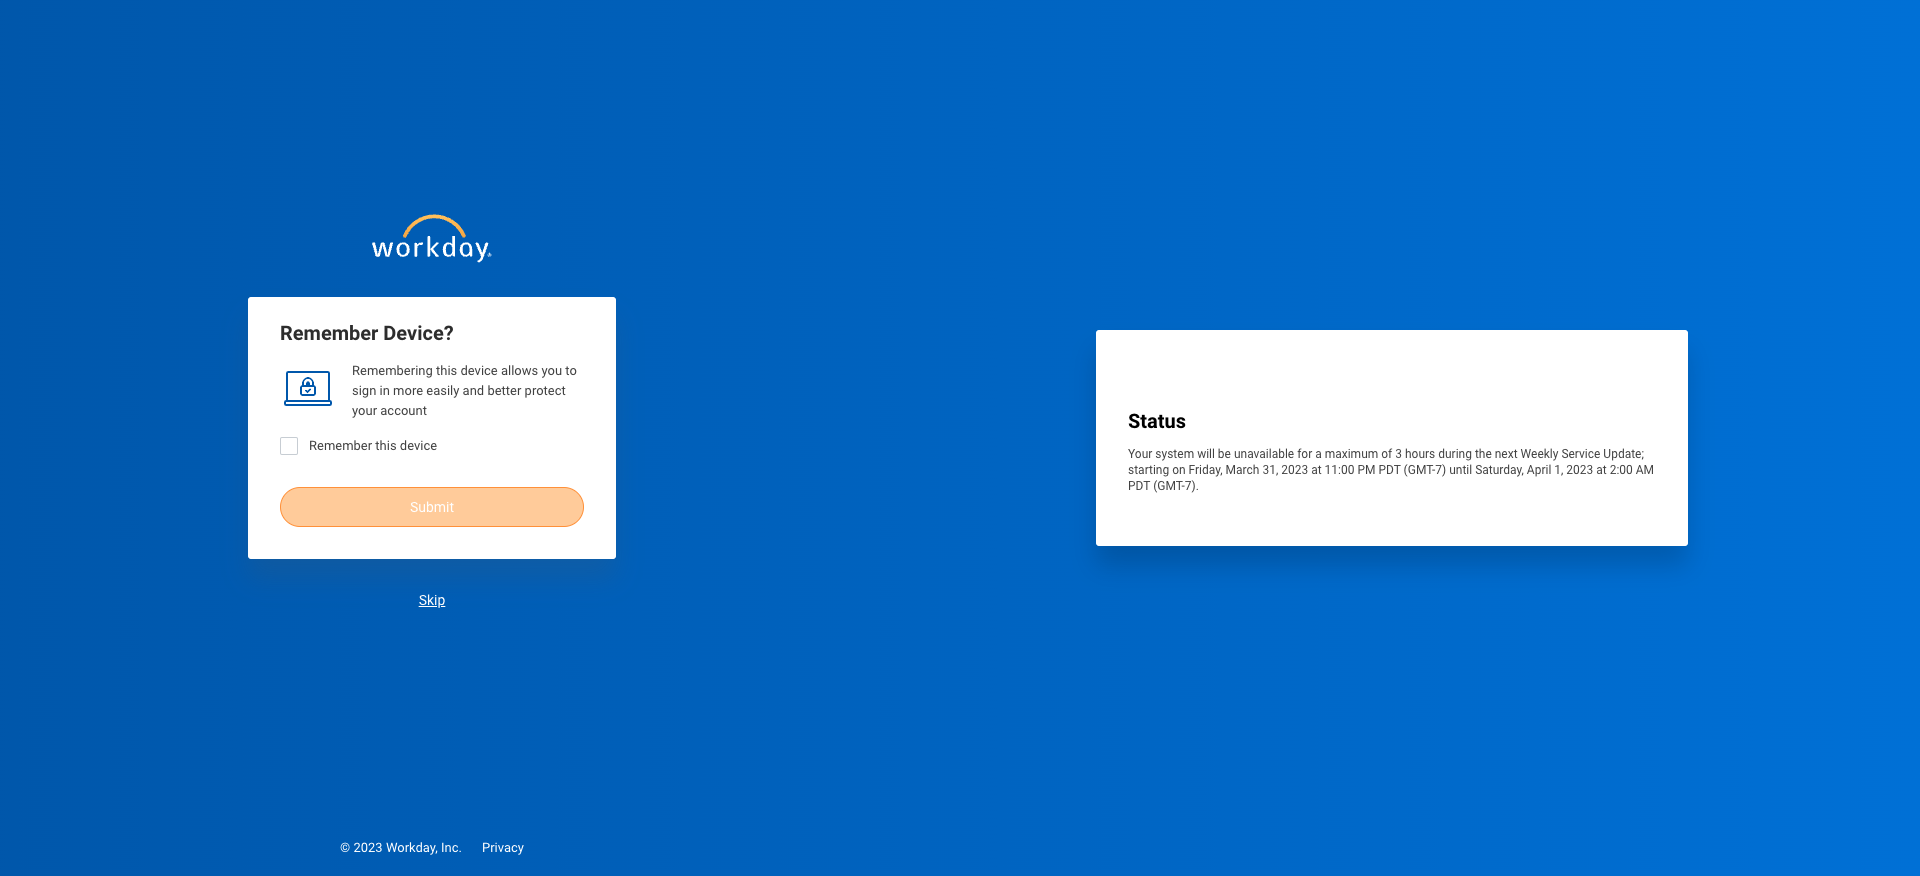 workday
Remember Device?
Remembering this device allows you to
sign in more easily and better protect
your account
Remember this device
Submit
Skip
Status
Your system will be unavailable for a maximum of 3 hours during the next Weekly Service Update;
starting on Friday, March 31, 2023 at 11:00 PM PDT (GMT-7) until Saturday, April 1, 2023 at 2:00 AM
PDT (GMT-7).
© 2023 Workday, Inc. Privacy